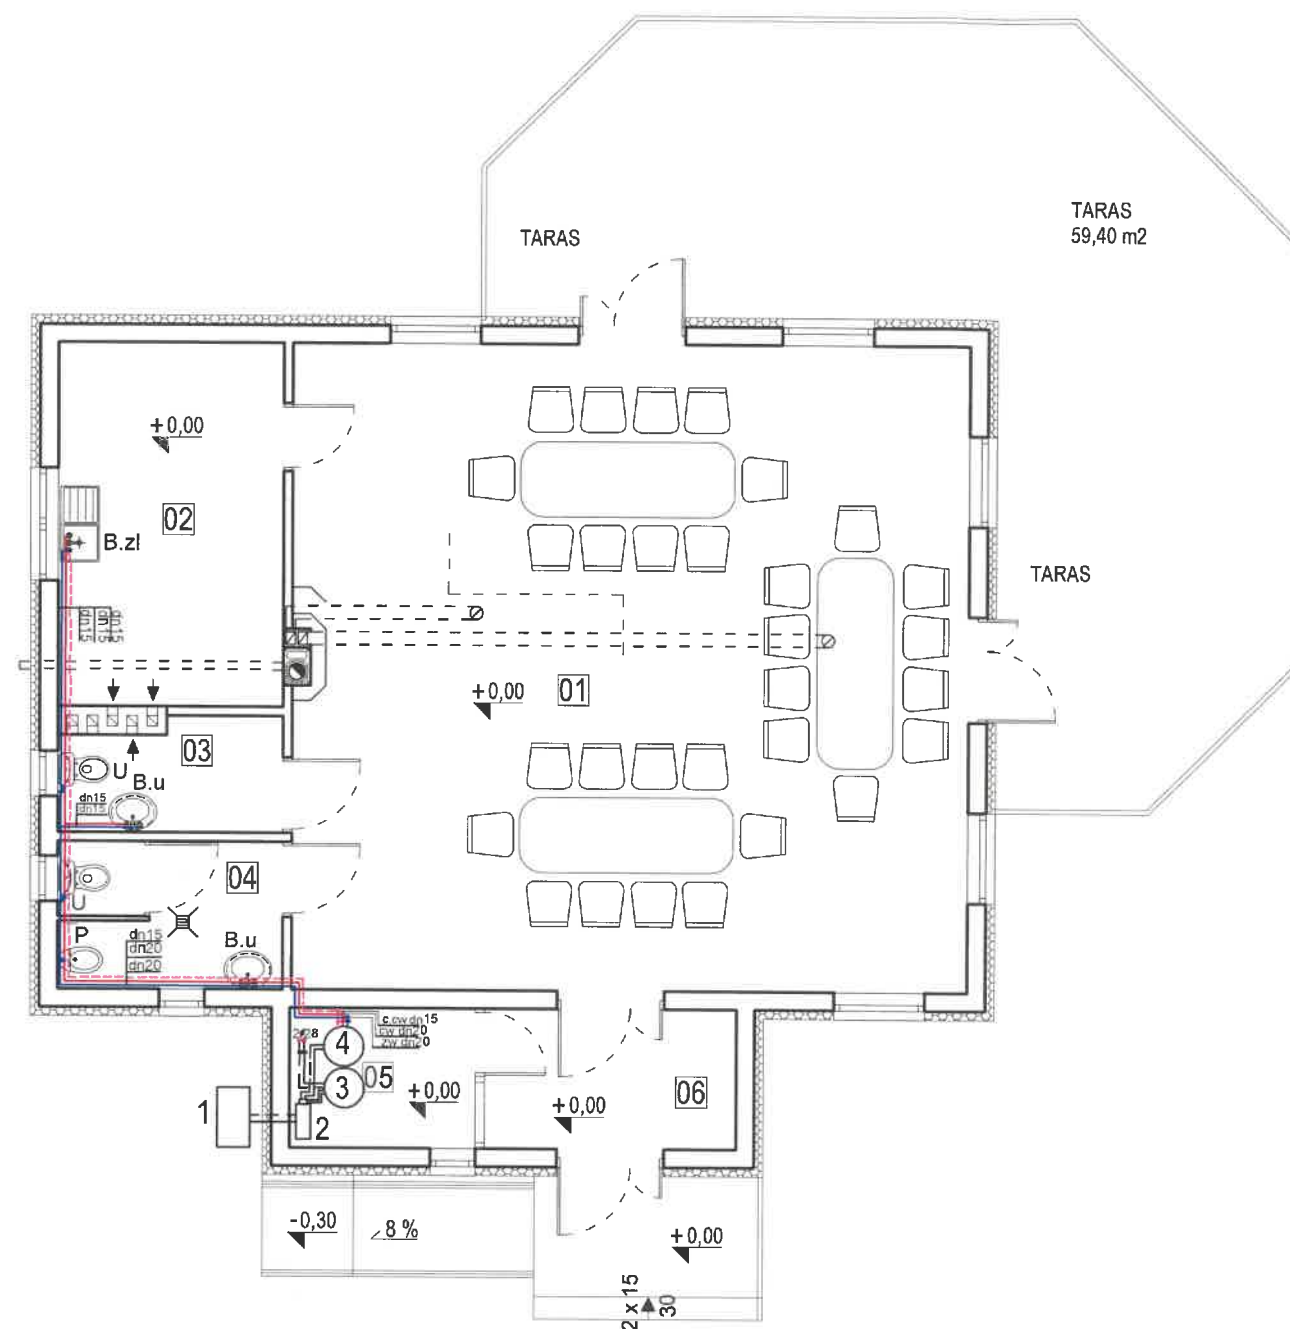 TARAS
59,40 m2
TARAS
+0,00
02
B.zl
TARAS
dn15
dn15
dn15
+0,00
01
03
U
B.u
dn15
dn15
04
U
P
dn15
dn20
dn20
B.u
c.cw dn15
cw dn20
zw dn20
4
3
05
+0,00
1
2
+0,00
06
-0,30
8 %
+0,00
2 x 15
30